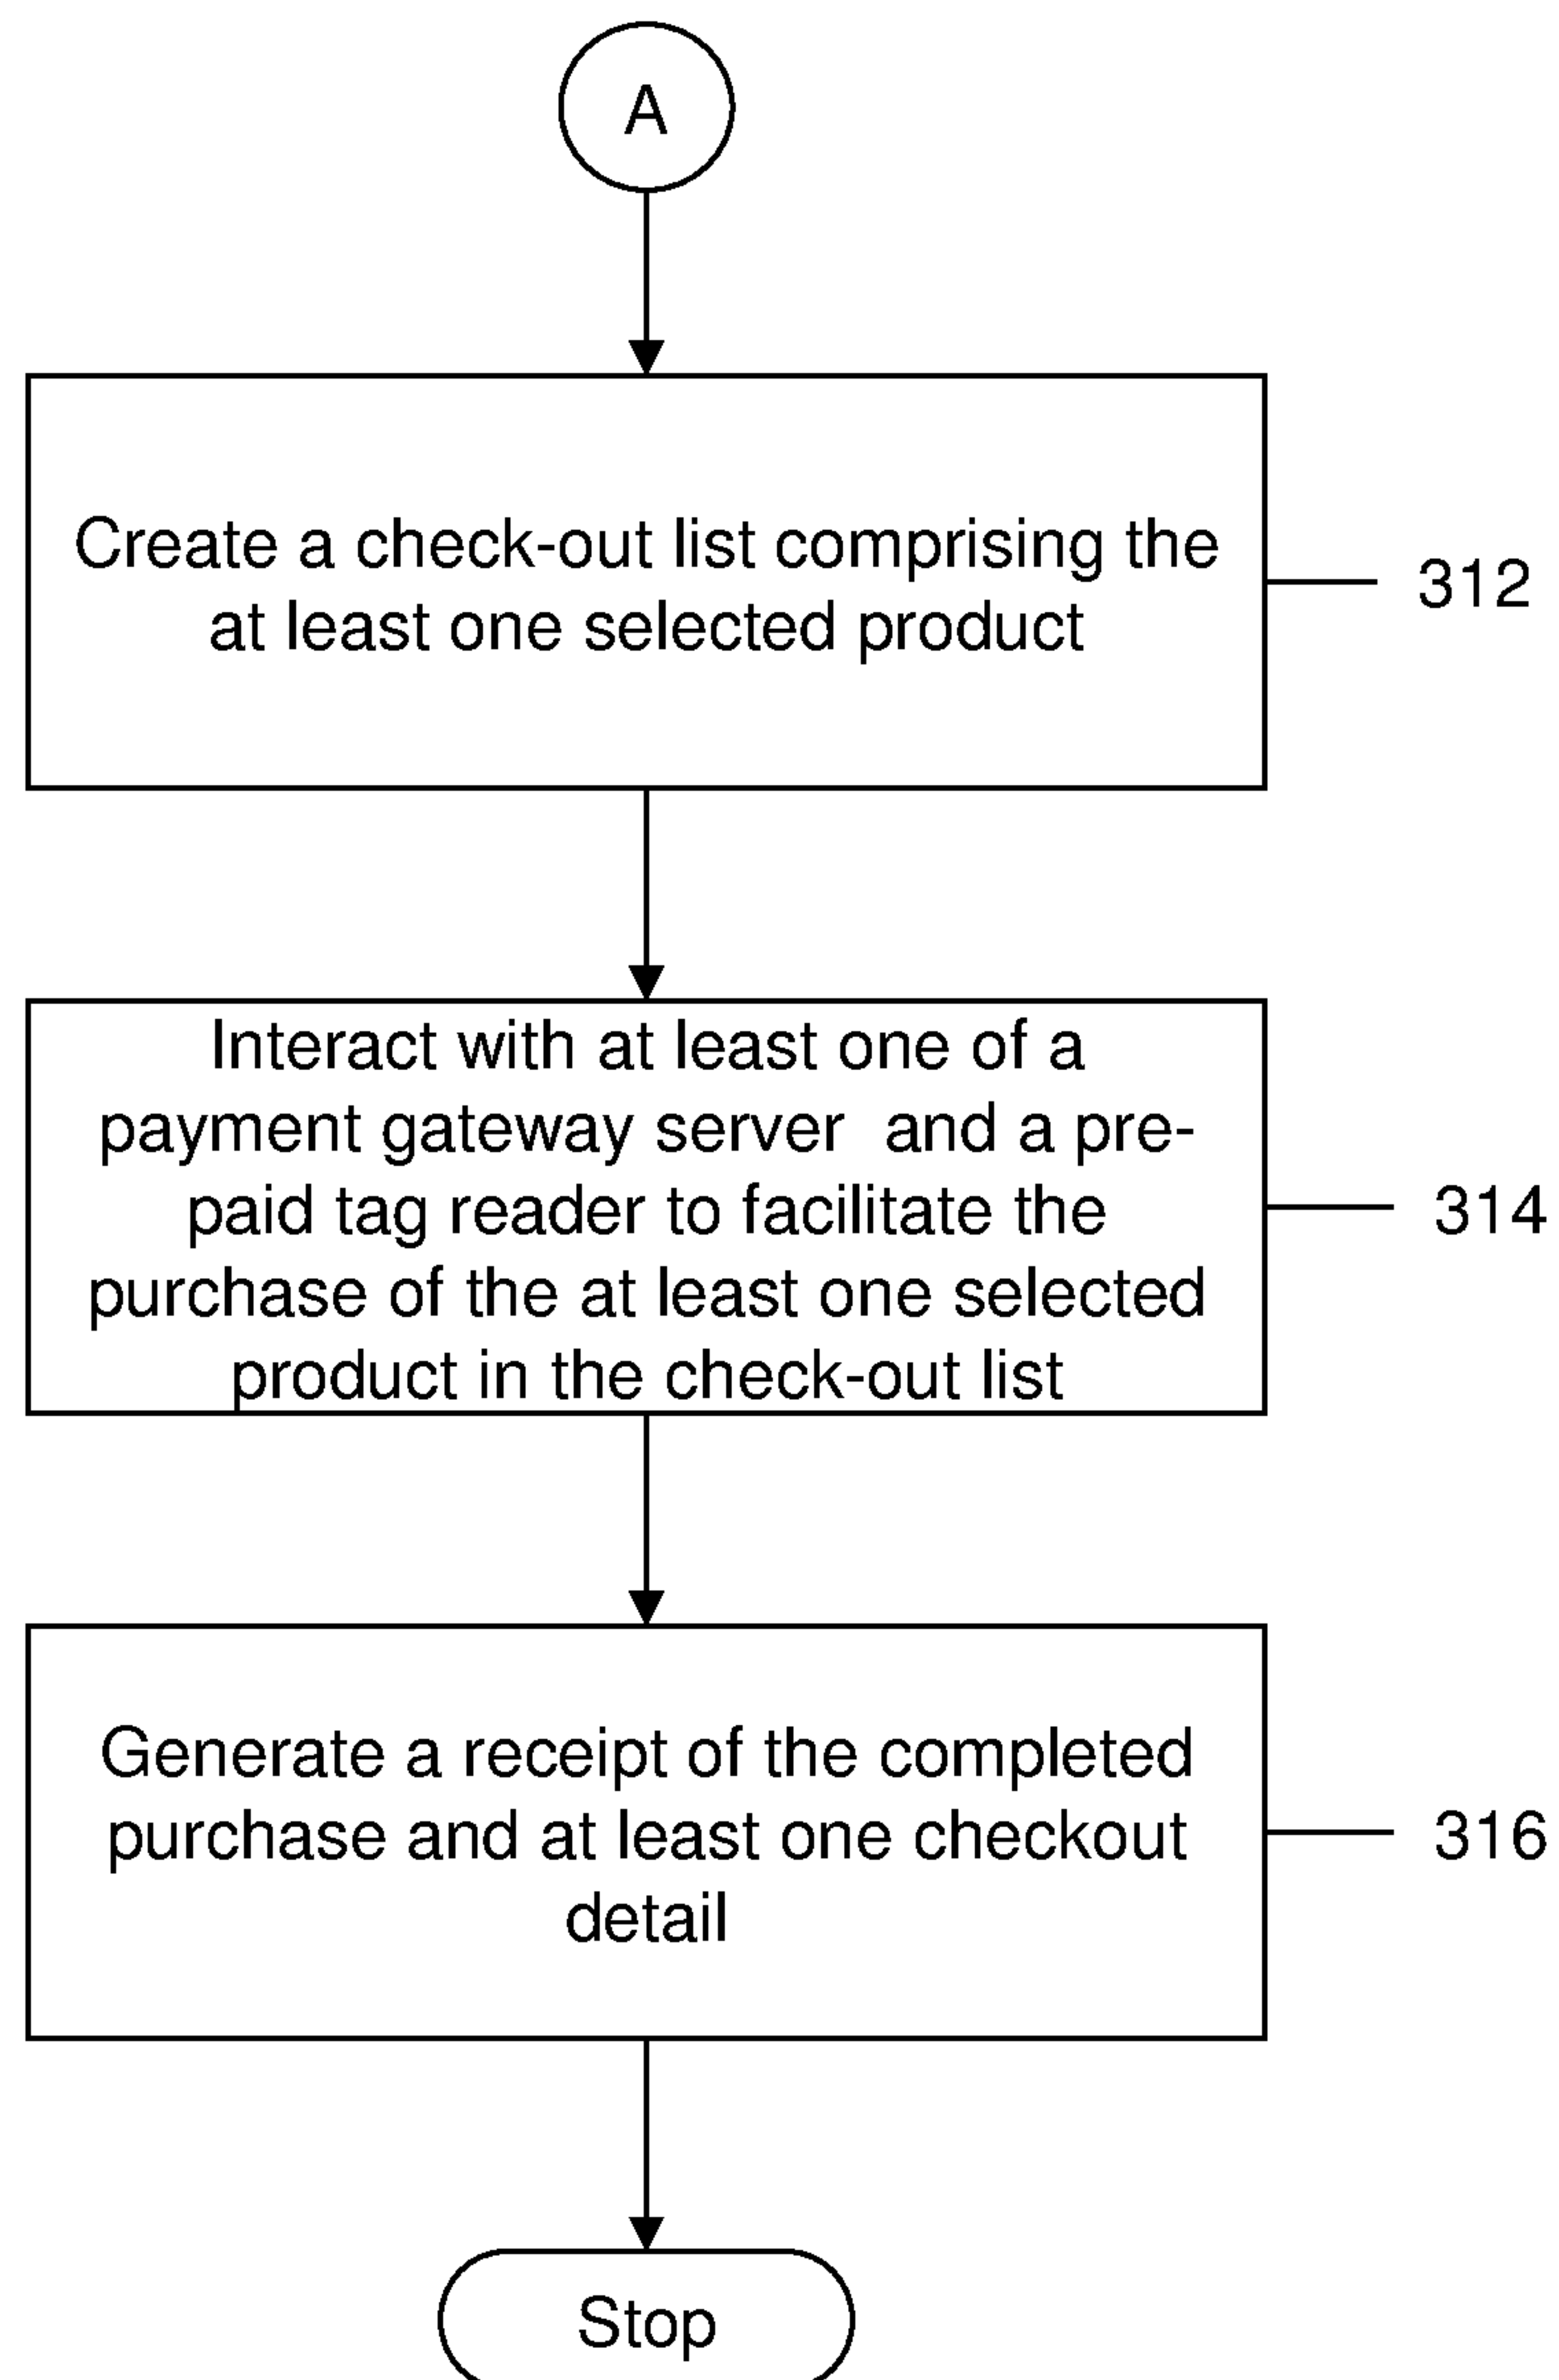 A
Create a check-out list comprising the
at least one selected product
312
Interact with at least one of a
payment gateway server and a pre-
paid tag reader to facilitate the
purchase of the at least one selected
product in the check-out list
314
Generate a receipt of the completed
purchase and at least one checkout
detail
316
Stop